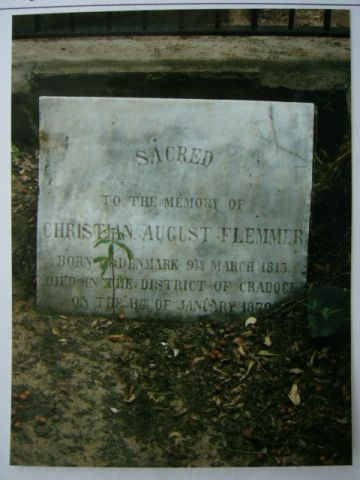 SACRED
TO THE MEMORY OF
CHRISTIAN AUGUST FLEMMER
BORN DENMARK 9TH MARCH 1813
DIED IN THE DISTRICT OF CRADOCK
ON THE OF JANUARY